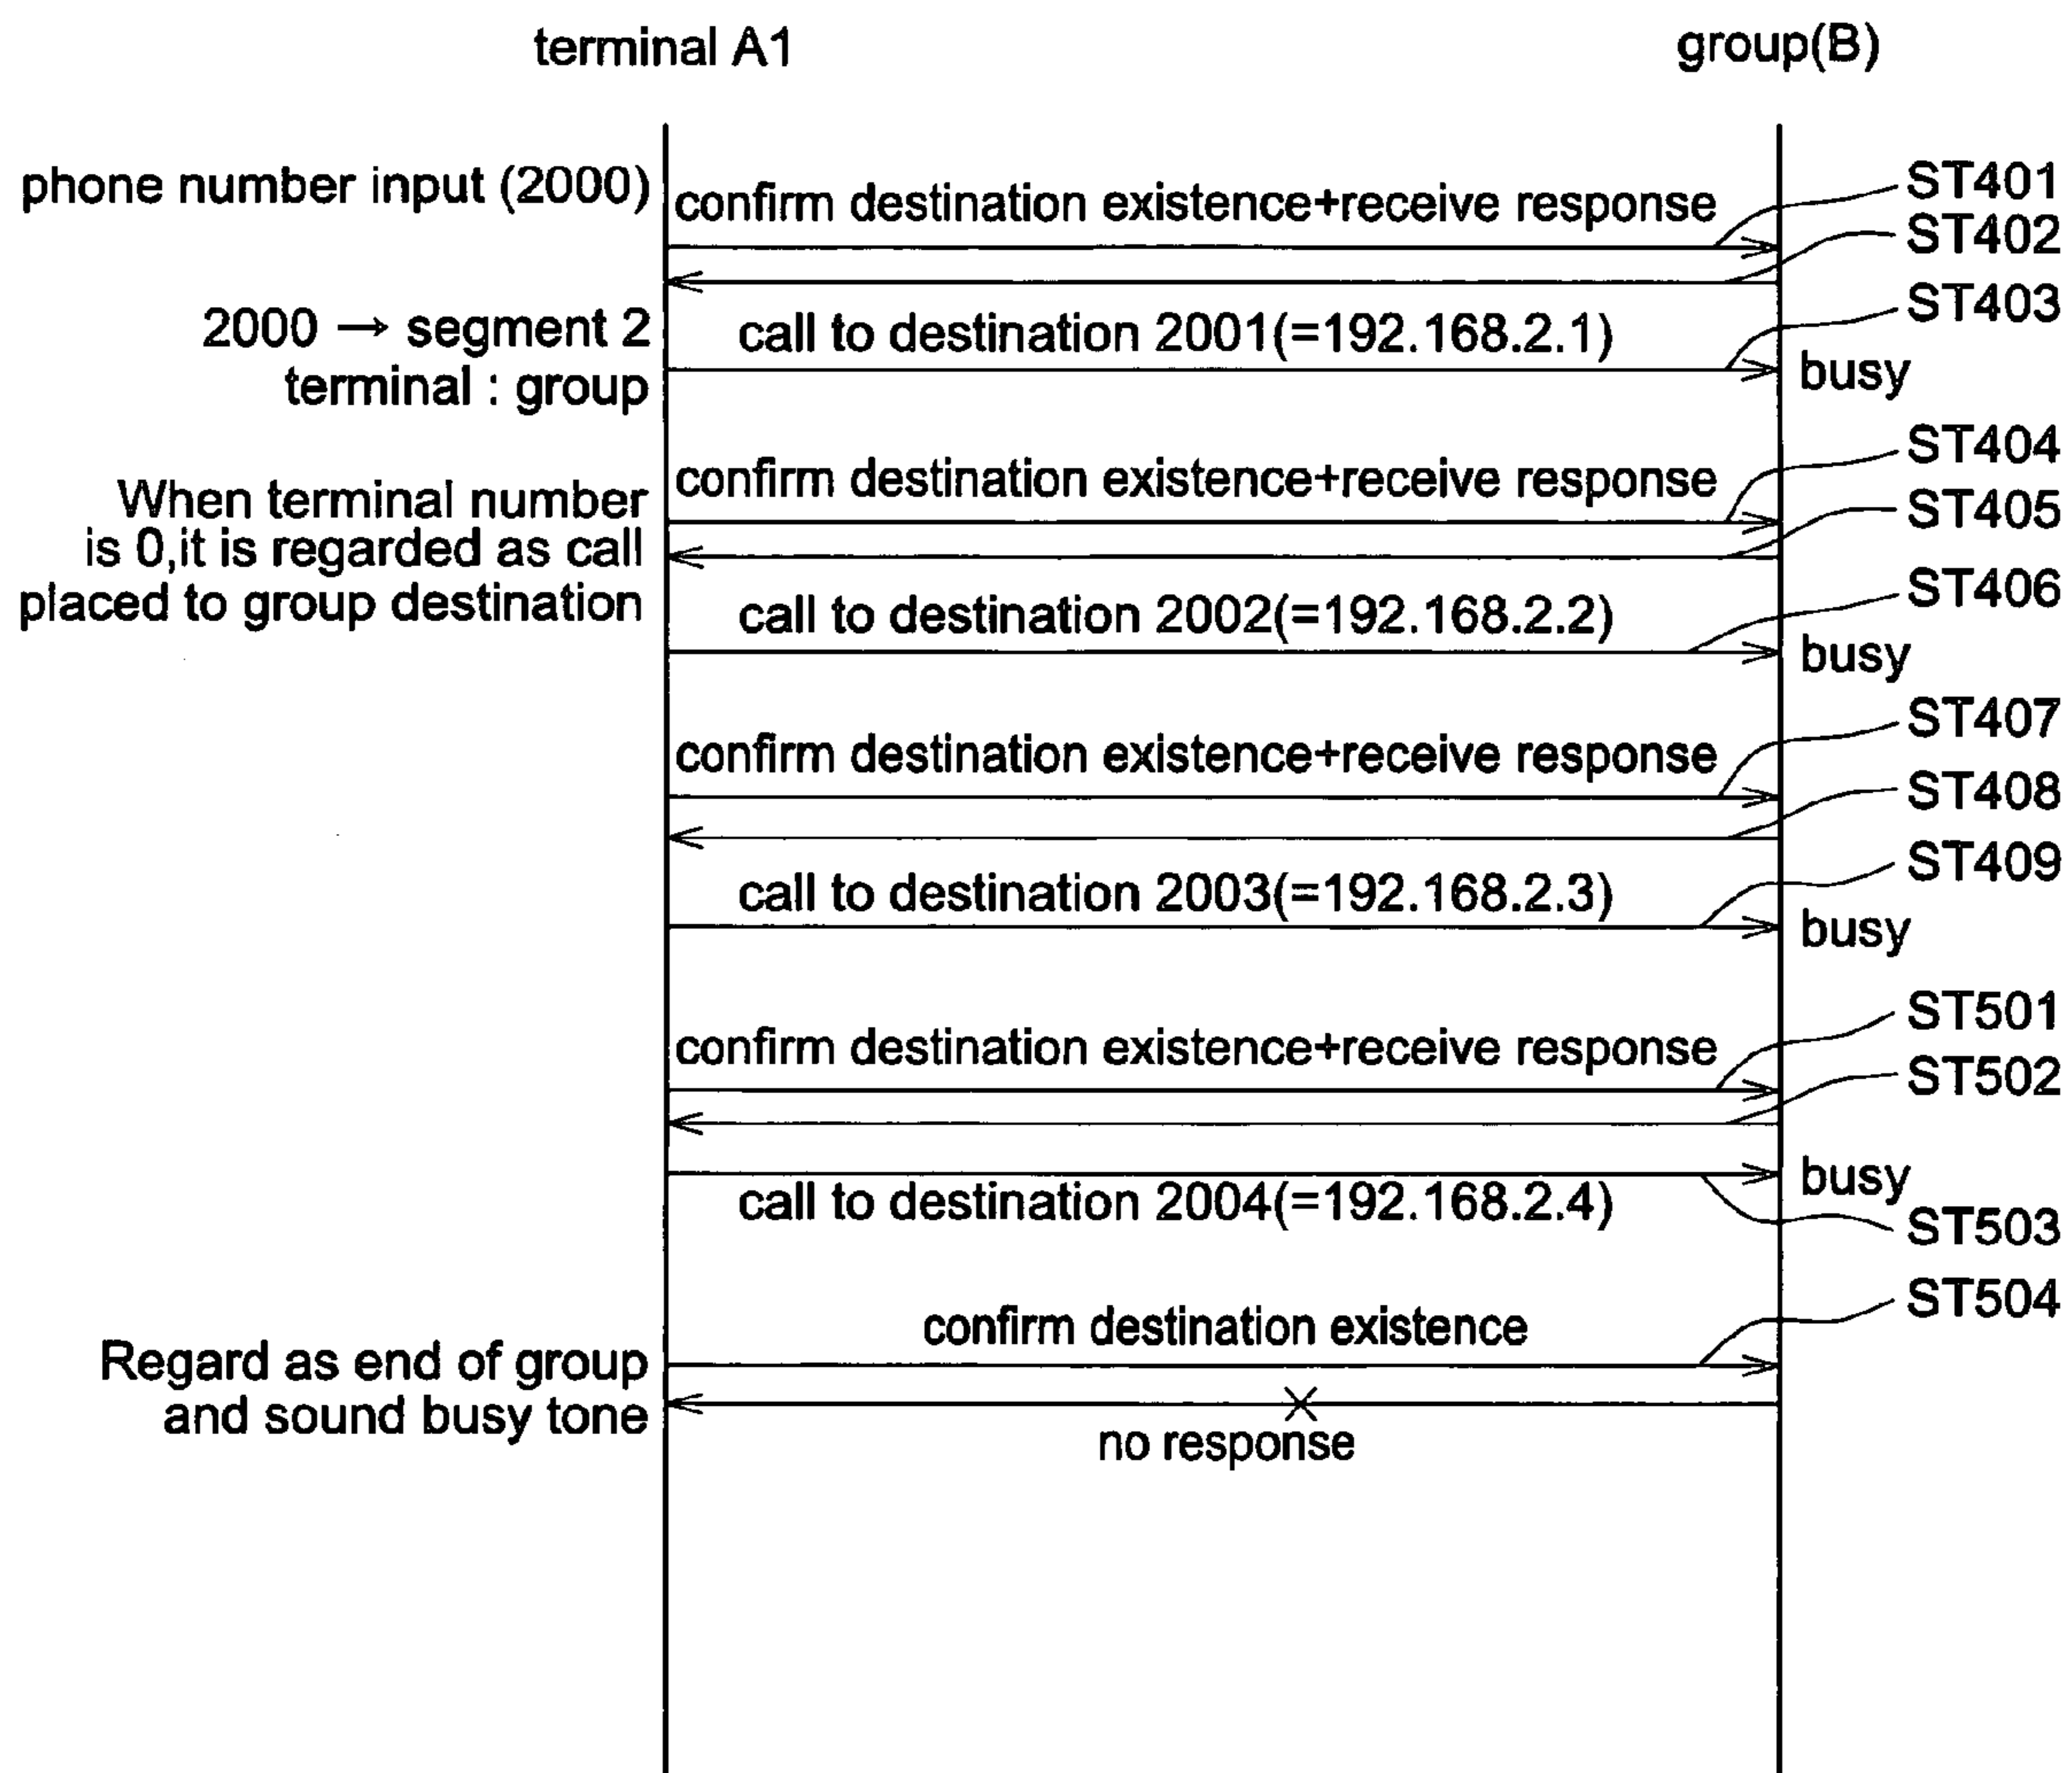 terminal A1
group(B)
phone number input (2000)
confirm destination existence+receive response
ST401
ST402
2000 → segment 2
terminal : group
call to destination 2001(=192.168.2.1)
ST403
busy
When terminal number
is 0,it is regarded as call
placed to group destination
confirm destination existence+receive response
ST404
ST405
call to destination 2002(=192.168.2.2)
ST406
busy
confirm destination existence+receive response
ST407
ST408
call to destination 2003(=192.168.2.3)
ST409
busy
confirm destination existence+receive response
ST501
ST502
busy
call to destination 2004(=192.168.2.4)
ST503
confirm destination existence
ST504
Regard as end of group
and sound busy tone
no response